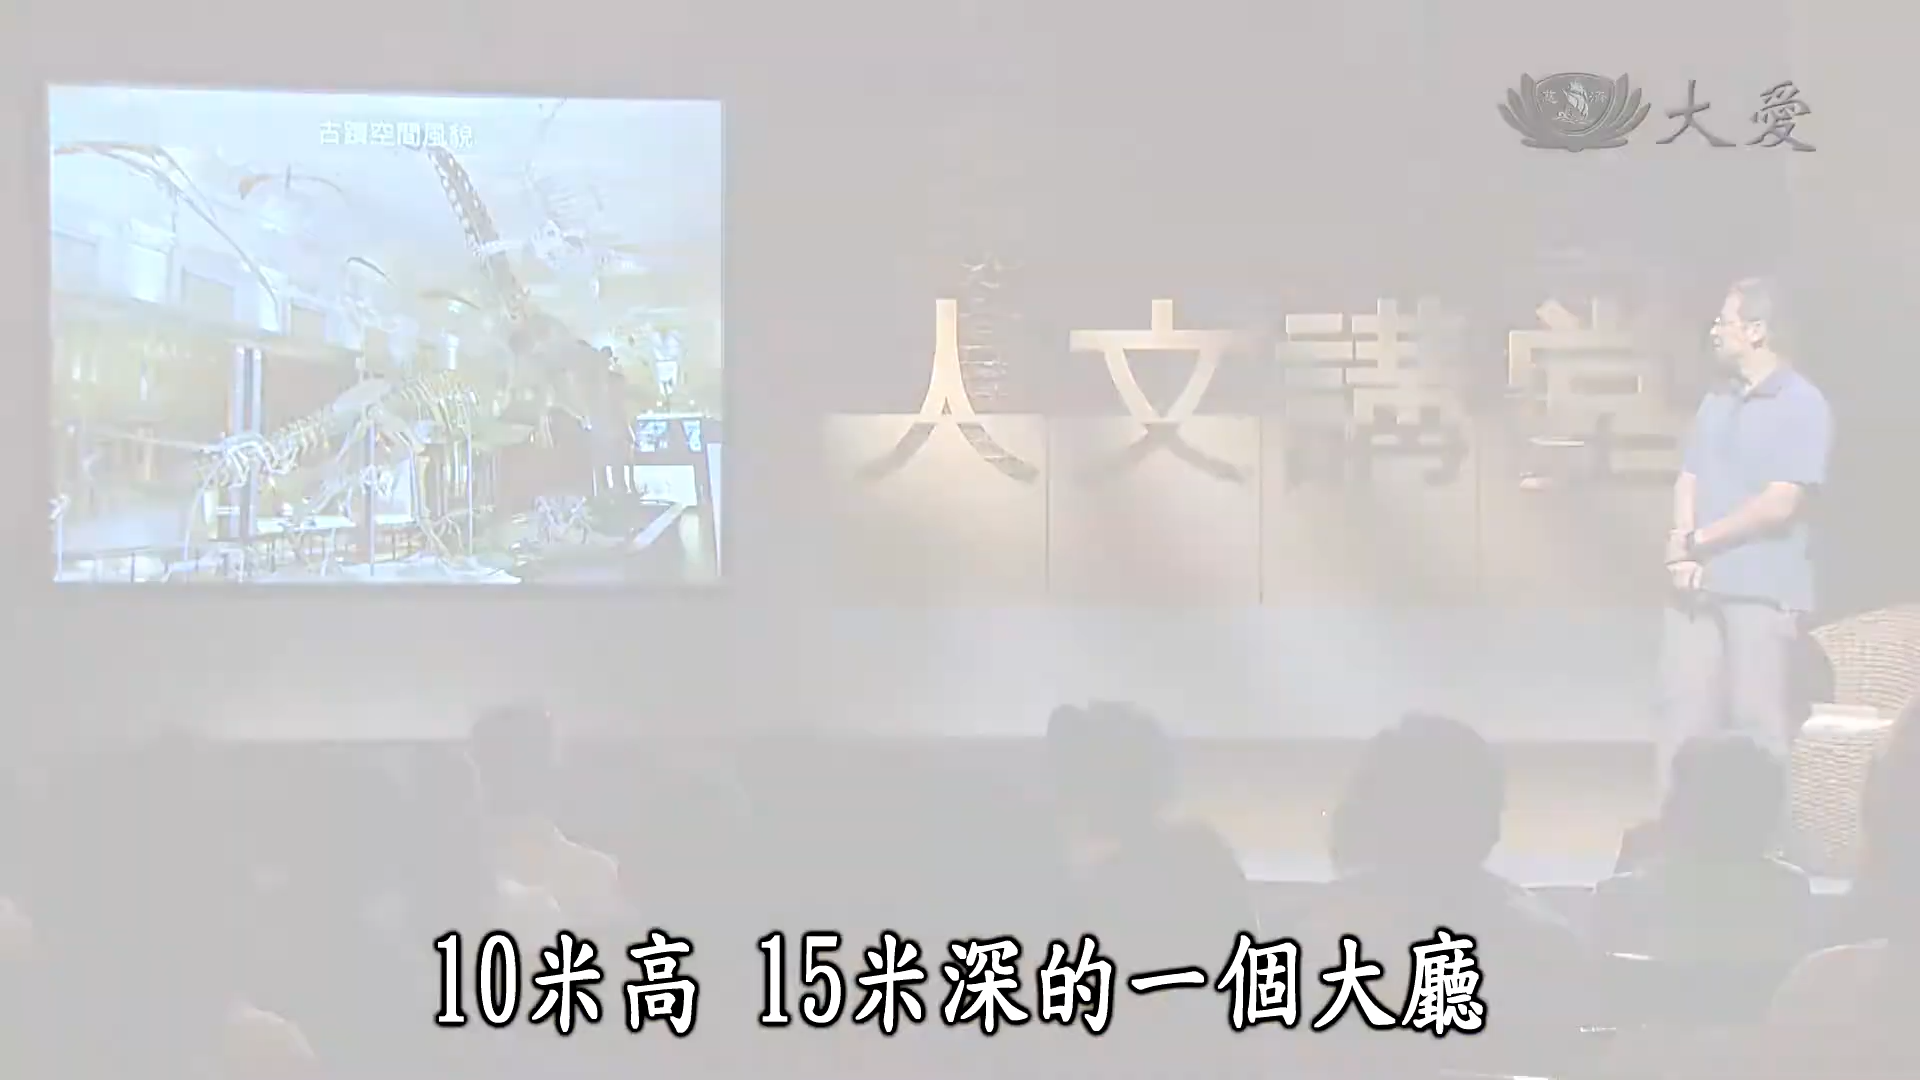 大愛
古蹟空間風貌
人文講堂
10米高 15米深的一個大廳